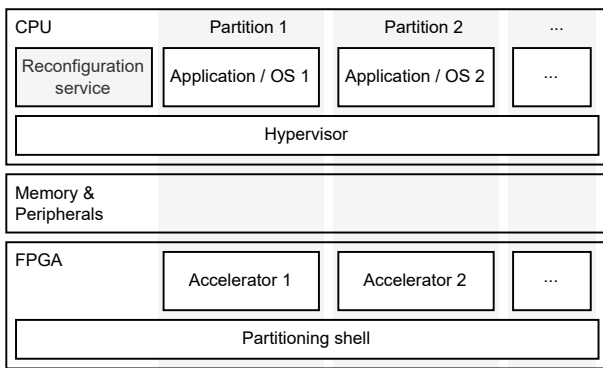 CPU
Partition 1
Partition 2
...
Reconfiguration
service
Application / OS 1
Application / OS 2
...
Hypervisor
Memory &
Peripherals
FPGA
Accelerator 1
Accelerator 2
...
Partitioning shell